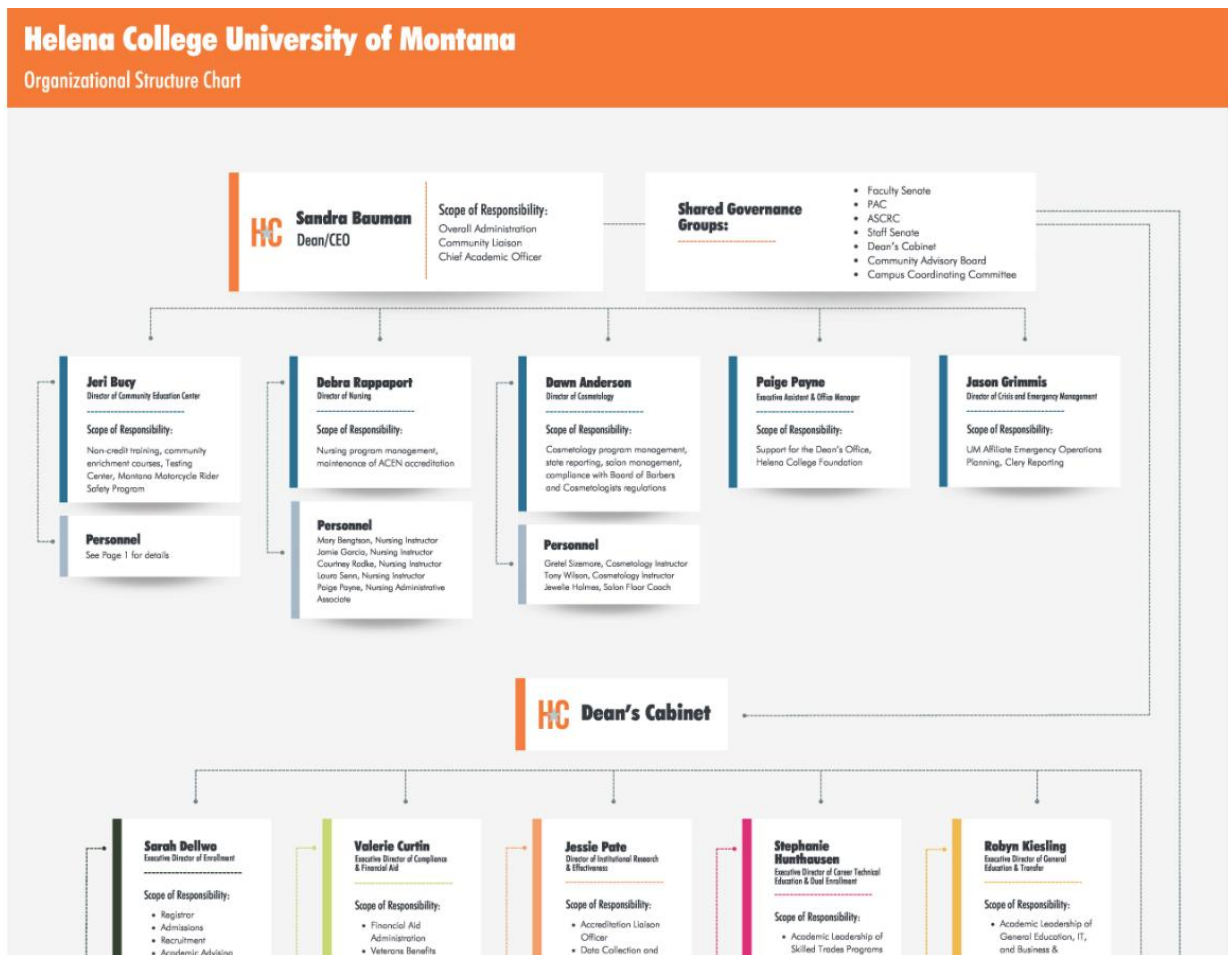 Helena College University of Montana
Organizational Structure Chart
HC
Sandra Bauman
Dean/CEO
Scope of Responsibility:
Overall Administration
Community Liaison
Chief Academic Officer
Shared Governance
Groups:
• Faculty Senate
• PAC
• ASCRC
• Staff Senate
• Dean's Cabinet
• Community Advisory Board
• Campus Coordinating Committee
Jeri Bucy
Director of Community Education Center
Scope of Responsibility:
Non-credit training, community
enrichment courses, Testing
Center, Montana Motorcycle Rider
Safety Program
Personnel
See Page 1 for details
Debra Rappaport
Director of Nursing
Scope of Responsibility:
Nursing program management,
maintenance of ACEN accreditation
Personnel
Mary Bengtson, Nursing Instructor
Jamie Garcia, Nursing Instructor
Courtney Radke, Nursing Instructor
Laura Senn, Nursing Instructor
Paige Payne, Nursing Administrative
Associate
Dawn Anderson
Director of Cosmetology
Scope of Responsibility:
Cosmetology program management,
state reporting, salon management,
compliance with Board of Barbers
and Cosmetologists regulations
Personnel
Gretel Sizemore, Cosmetology Instructor
Tony Wilson, Cosmetology Instructor
Jewelie Holmes, Salon Floor Coach
Paige Payne
Executive Assistant & Office Manager
Scope of Responsibility:
Support for the Dean's Office,
Helena College Foundation
Jason Grimmis
Director of Crisis and Emergency Management
Scope of Responsibility:
UM Affiliate Emergency Operations
Planning, Clery Reporting
HC
Dean's Cabinet
Sarah Dellwo
Executive Director of Enrollment
Scope of Responsibility:
• Registrar
• Admissions
• Recruitment
• Academic Advising
Valerie Curtin
Executive Director of Compliance
& Financial Aid
Scope of Responsibility:
• Financial Aid
Administration
• Veterans Benefits
Jessie Pate
Director of Institutional Research
& Effectiveness
Scope of Responsibility:
• Accreditation Liaison
Officer
• Data Collection and
Stephanie
Hunthausen
Executive Director of Career Technical
Education & Dual Enrollment
Scope of Responsibility:
• Academic Leadership of
Skilled Trades Programs
Robyn Kiesling
Executive Director of General
Education & Transfer
Scope of Responsibility:
• Academic Leadership of
General Education, IT,
and Business &